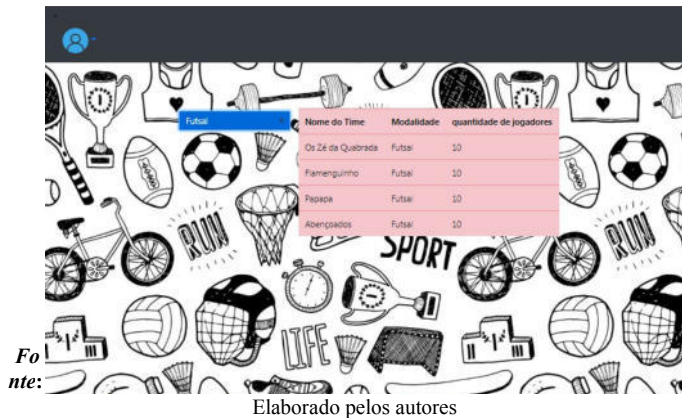 Futsal
Nome do Time Modalidade quantidade de jogadores
Os Zé da Quabrada Futsal 10
Flamenguinho Futsal 10
Papapa Futsal 10
Abençoados Futsal 10
RUN
RUN
SPORT
LIFE
Fo
nte:
Elaborado pelos autores